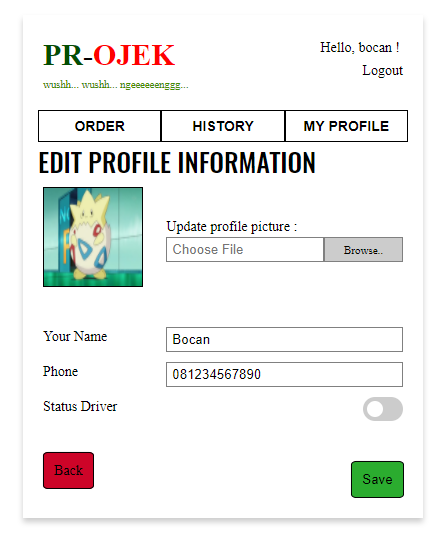 PR-OJEK
Hello, bocan !
wushh... wushh... ngeeeeeenggg...
Logout
ORDER
HISTORY
MY PROFILE
EDIT PROFILE INFORMATION
Update profile picture :
Choose File
Browse..
Your Name
Bocan
Phone
081234567890
Status Driver
Back
Save